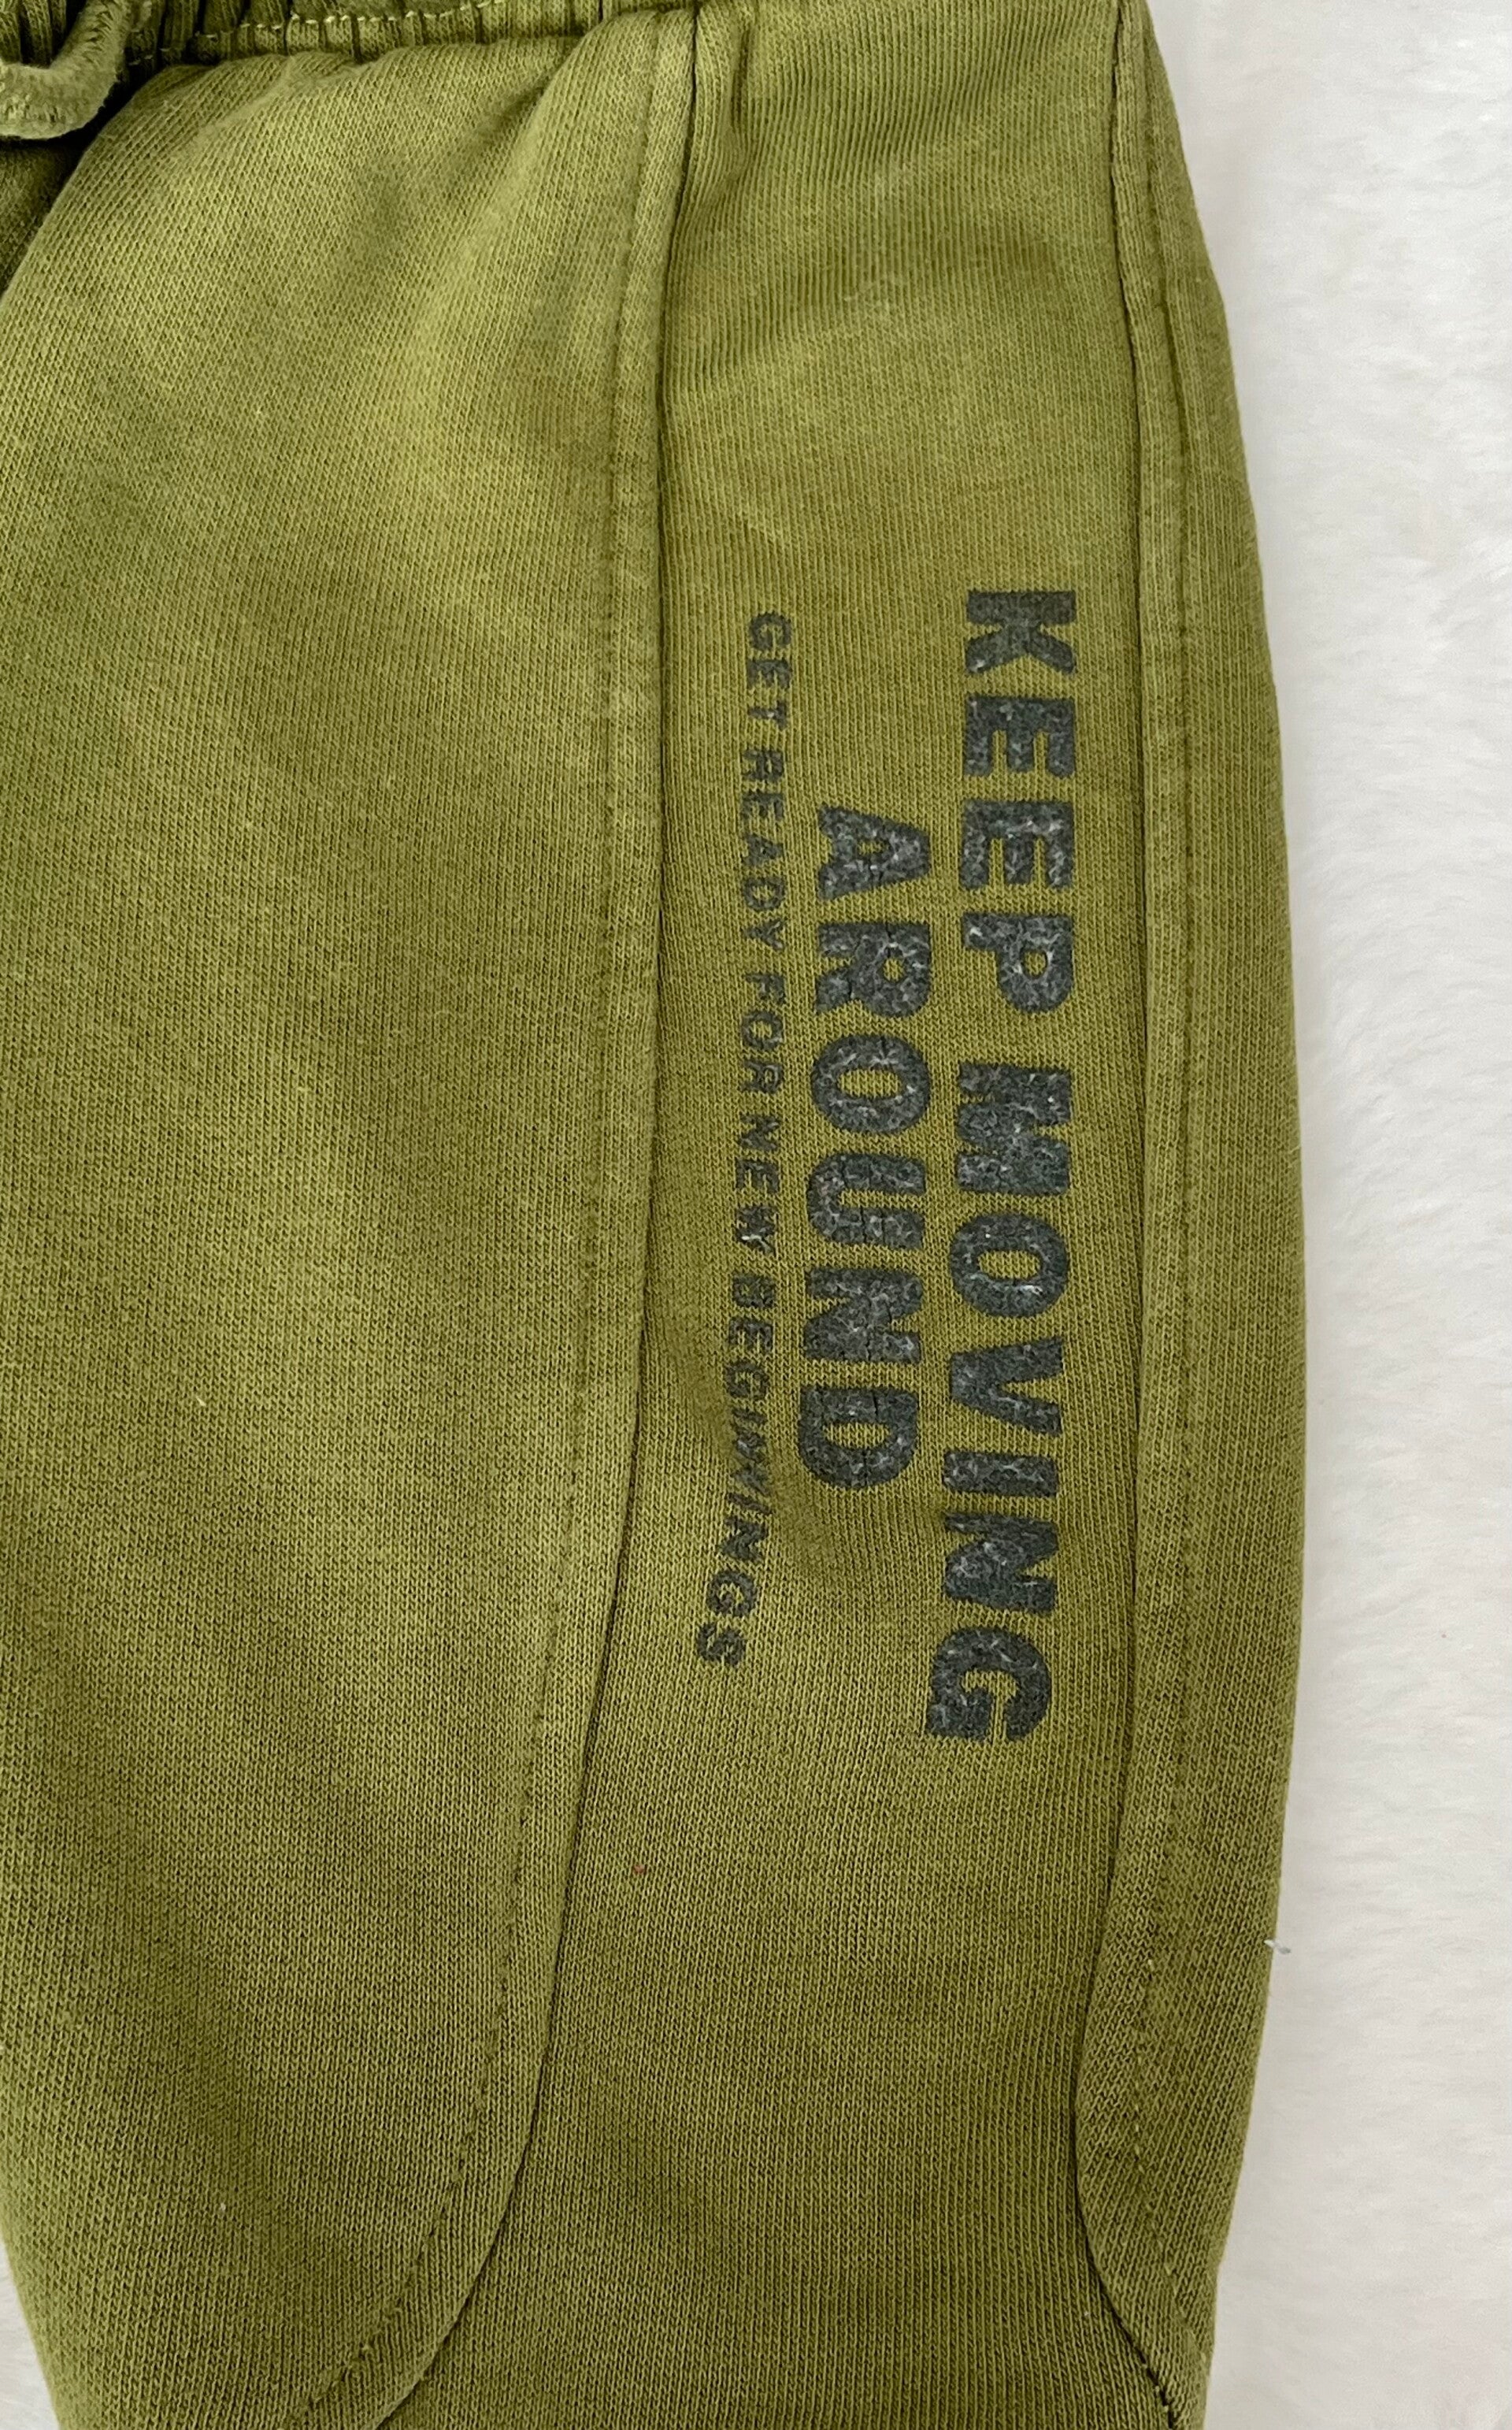 KEEP MOVING
AROUND
GET READY FOR NEW BEGINNINGS